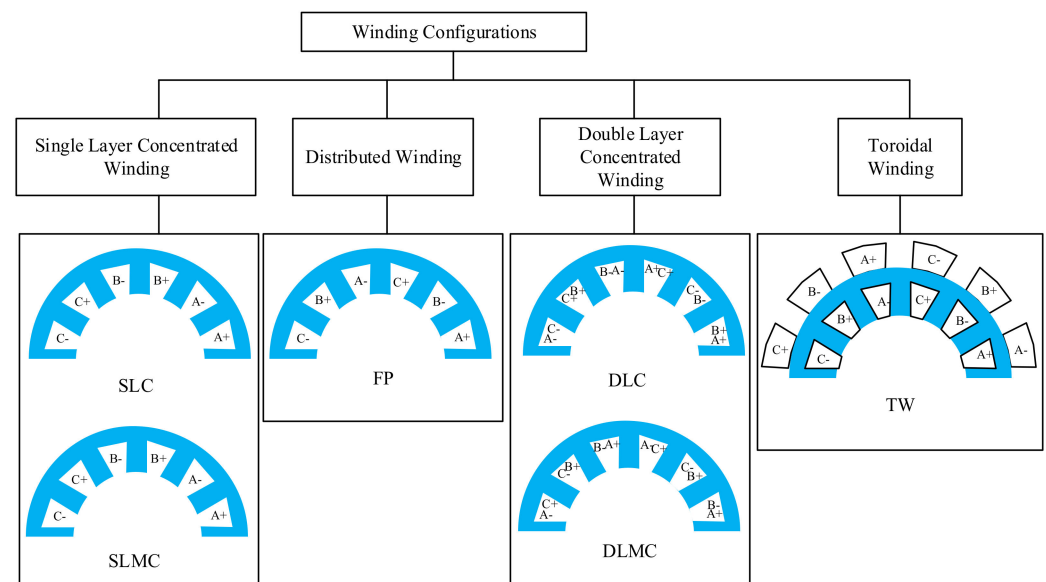 Winding Configurations
Single Layer Concentrated
Winding
Distributed Winding
Double Layer
Concentrated
Winding
Toroidal
Winding
C- C+ B- B+ A- A+
SLC
C- C+ B- B+ A- A+
SLMC
C- B+ A- C+ B- A+
FP
C- A- B+ C+ B- A- A+ C+ C- B- B+ A+
DLC
C+ A- B+ C- B- A+ A- C+ C- B+ B- A+
DLMC
C+ B- A+ C- B+ A-
C- B+ A- C+ B- A+
TW